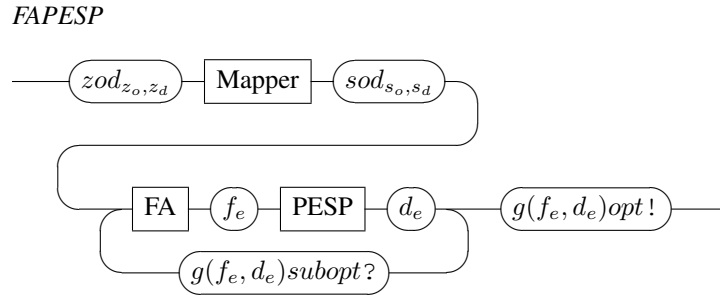 FAPESP
zod_{z_o,z_d} Mapper sod_{s_o,s_d}
FA f_e PESP d_e g(f_e, d_e)opt!
g(f_e, d_e)subopt?